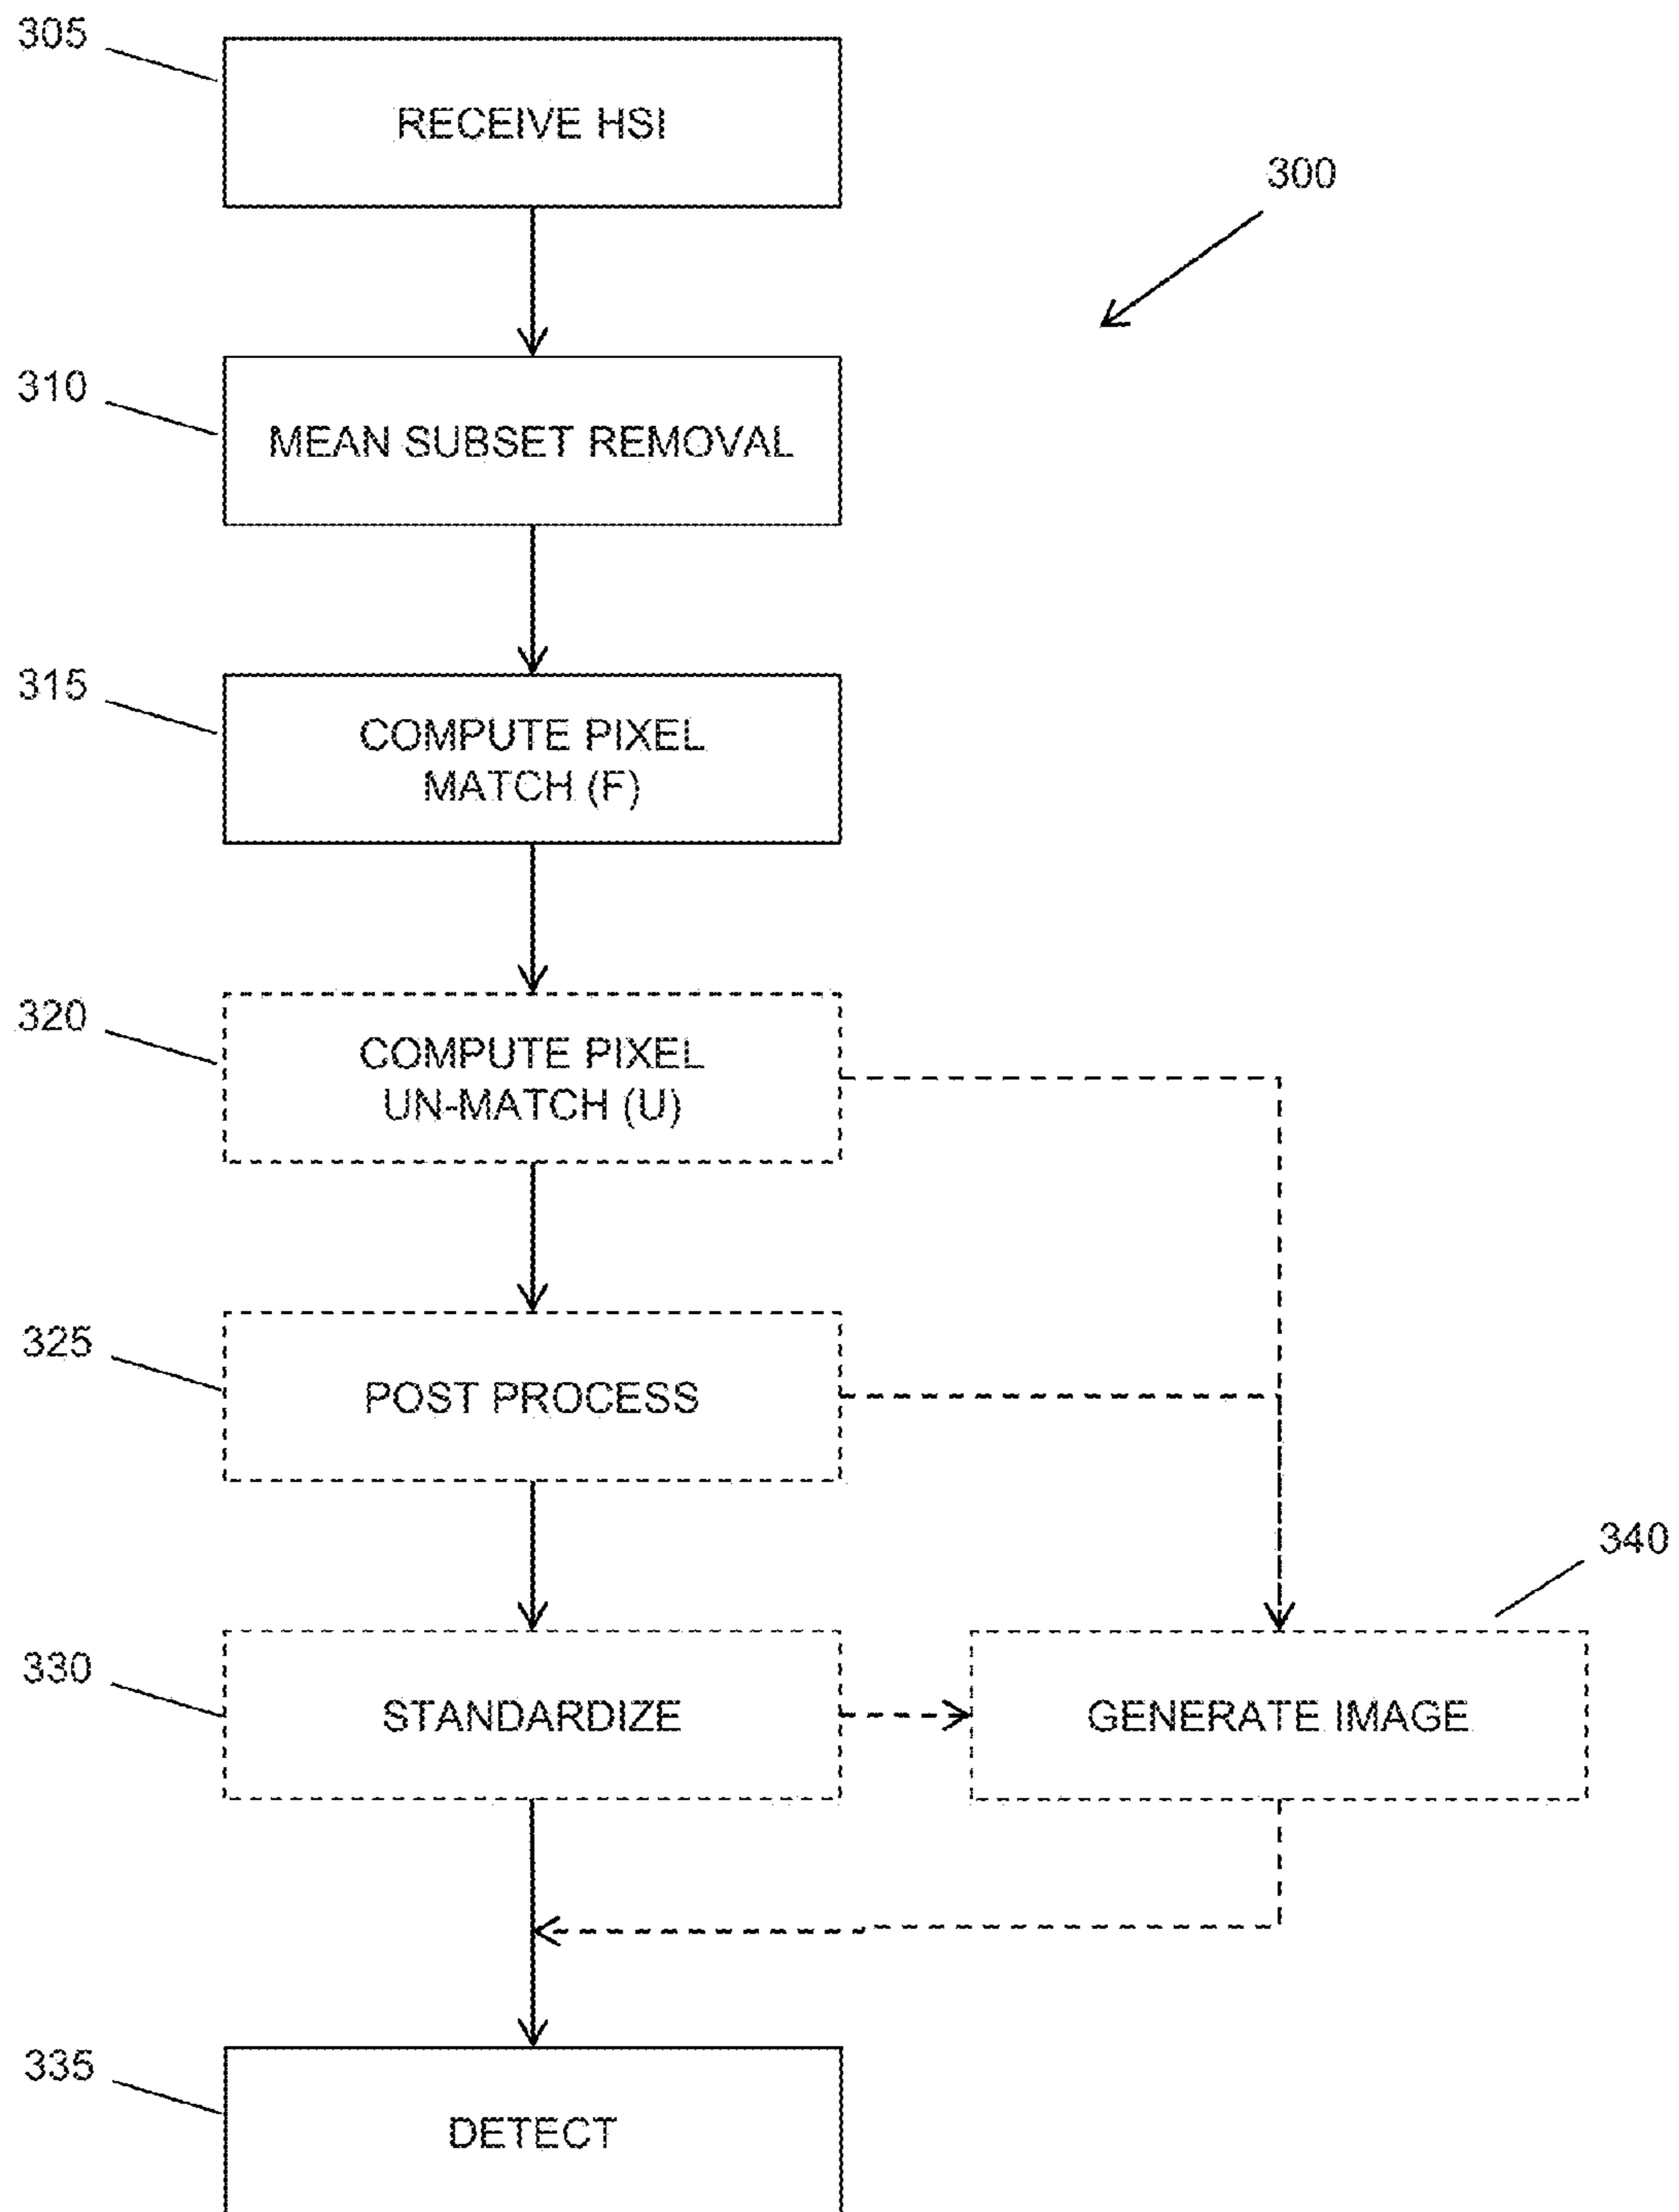 305
RECEIVE HSI
300
310
MEAN SUBSET REMOVAL
315
COMPUTE PIXEL
MATCH (F)
320
COMPUTE PIXEL
UN-MATCH (U)
325
POST PROCESS
340
330
STANDARDIZE
GENERATE IMAGE
335
DETECT